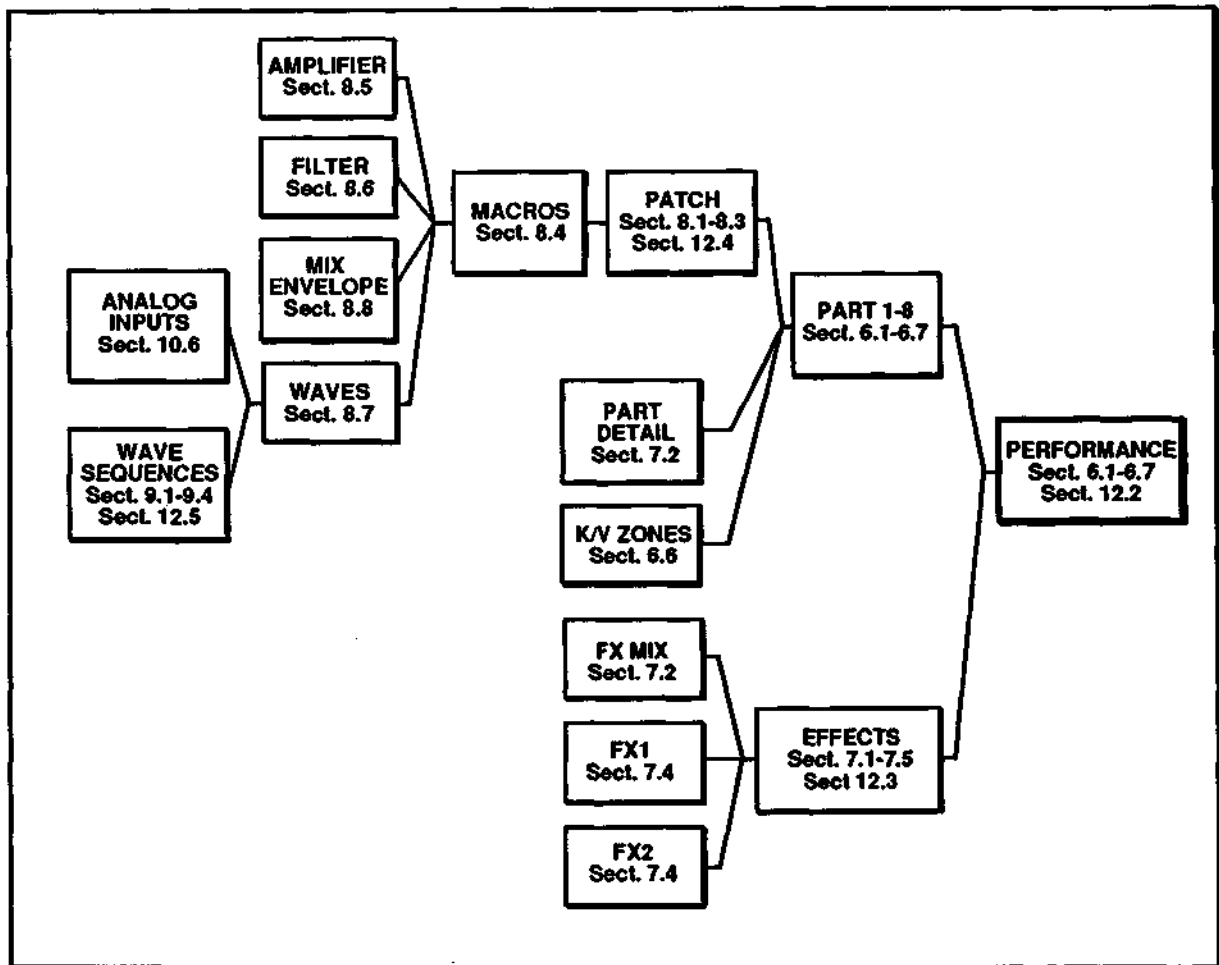 AMPLIFIER
Sect. 8.5
FILTER
Sect. 8.6
MIX
ENVELOPE
Sect. 8.8
ANALOG
INPUTS
Sect. 10.6
WAVES
Sect. 8.7
WAVE
SEQUENCES
Sect. 9.1-9.4
Sect. 12.5
MACROS
Sect. 8.4
PATCH
Sect. 8.1-8.3
Sect. 12.4
PART 1-8
Sect. 6.1-6.7
PART
DETAIL
Sect. 7.2
K/V ZONES
Sect. 6.6
PERFORMANCE
Sect. 6.1-6.7
Sect. 12.2
FX MIX
Sect. 7.2
FX1
Sect. 7.4
FX2
Sect. 7.4
EFFECTS
Sect. 7.1-7.5
Sect 12.3